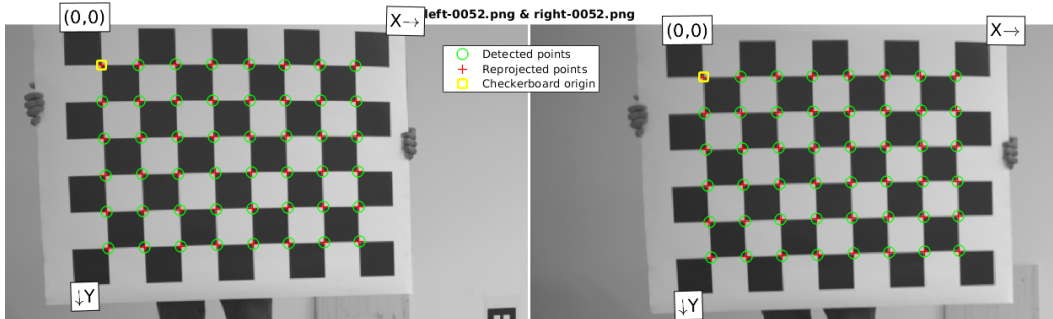 left-0052.png & right-0052.png
(0,0)
X→
Detected points
Reprojected points
Checkerboard origin
↓Y
(0,0)
X→
↓Y